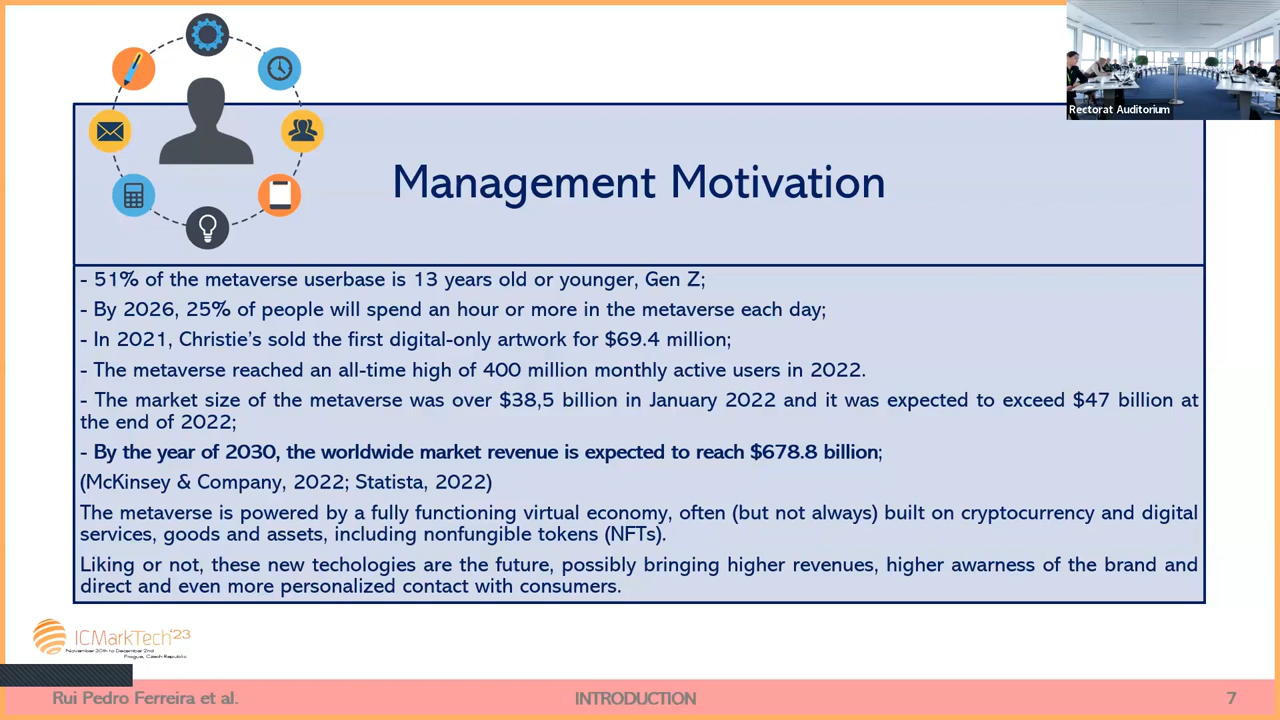 Rectorat Auditorium
Management Motivation
- 51% of the metaverse userbase is 13 years old or younger, Gen Z;
- By 2026, 25% of people will spend an hour or more in the metaverse each day;
- In 2021, Christie's sold the first digital-only artwork for $69.4 million;
- The metaverse reached an all-time high of 400 million monthly active users in 2022.
- The market size of the metaverse was over $38,5 billion in January 2022 and it was expected to exceed $47 billion at
the end of 2022;
- By the year of 2030, the worldwide market revenue is expected to reach $678.8 billion;
(McKinsey & Company, 2022; Statista, 2022)
The metaverse is powered by a fully functioning virtual economy, often (but not always) built on cryptocurrency and digital
services, goods and assets, including nonfungible tokens (NFTs).
Liking or not, these new techologies are the future, possibly bringing higher revenues, higher awarness of the brand and
direct and even more personalized contact with consumers.
ICMarkTech'23
November 30th to December 2nd
Prague, Czech Republic
Rui Pedro Ferreira et al.
INTRODUCTION
7